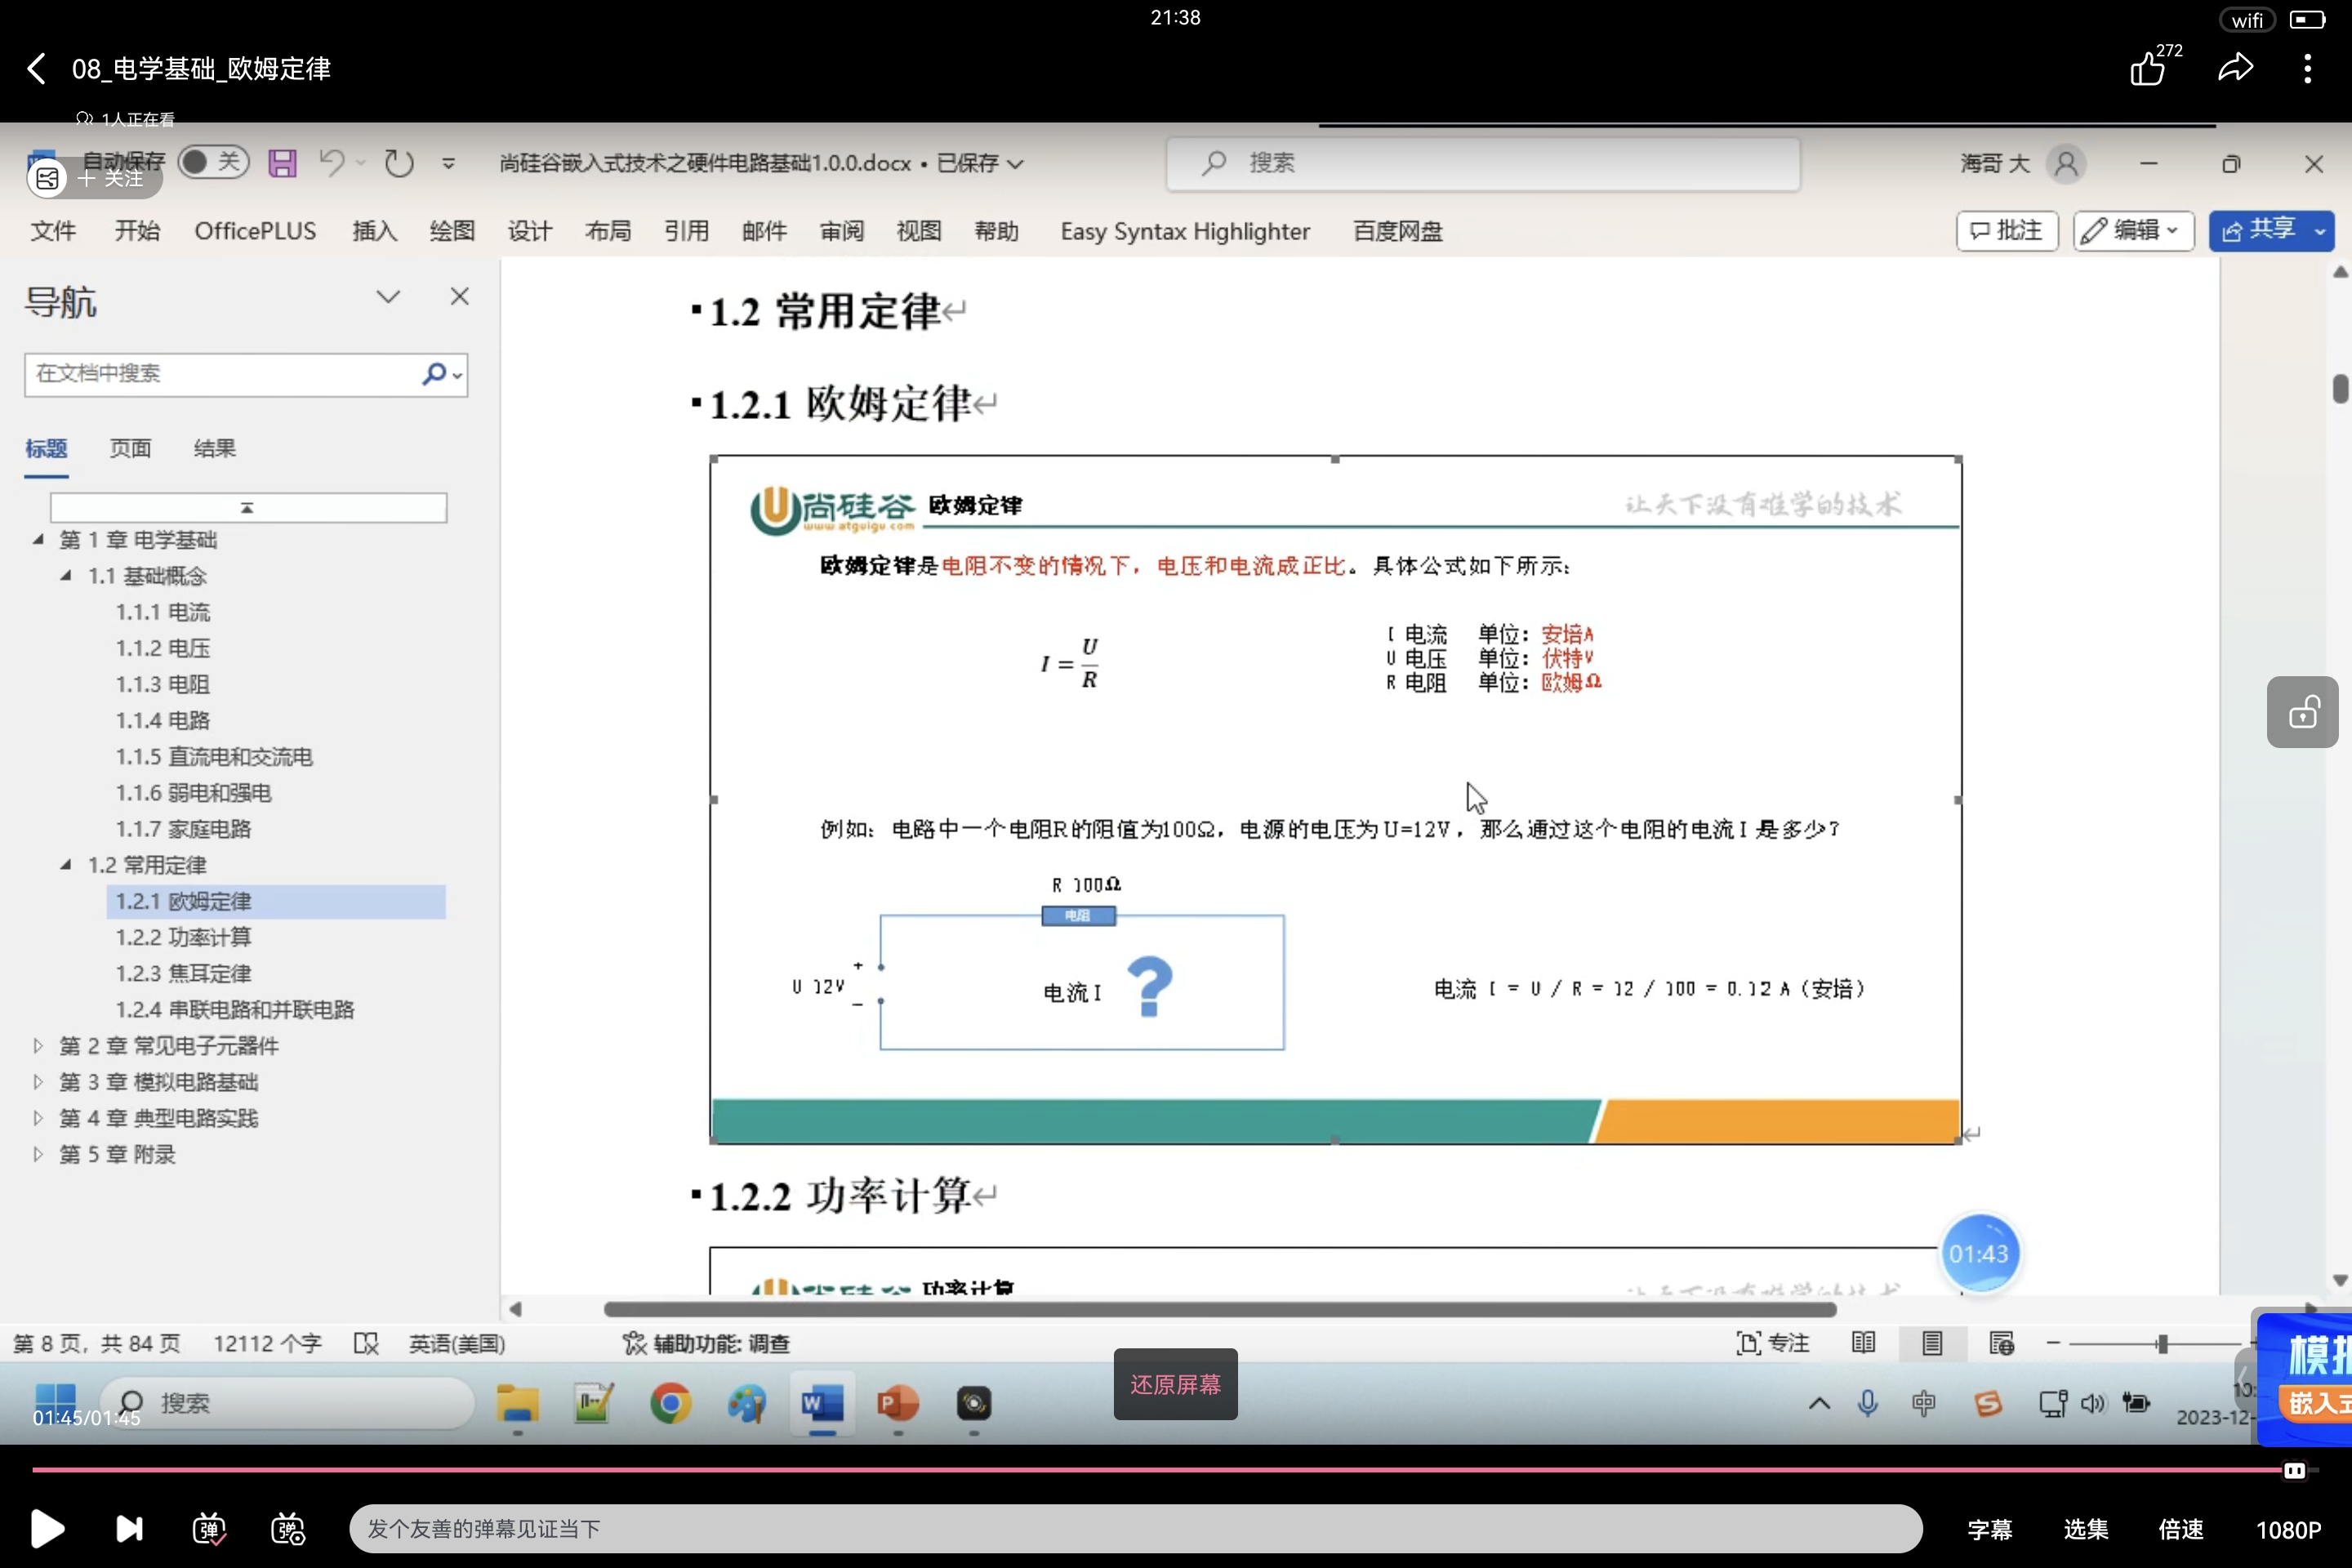 21:38
wifi
08_电学基础_欧姆定律
272
1人正在看
自动保存 关
+ 关注
尚硅谷嵌入式技术之硬件电路基础1.0.0.docx • 已保存
搜索
海哥 大
文件 开始 OfficePLUS 插入 绘图 设计 布局 引用 邮件 审阅 视图 帮助 Easy Syntax Highlighter 百度网盘
批注 编辑 共享
导航
在文档中搜索
标题 页面 结果
第 1 章 电学基础
1.1 基础概念
1.1.1 电流
1.1.2 电压
1.1.3 电阻
1.1.4 电路
1.1.5 直流电和交流电
1.1.6 弱电和强电
1.1.7 家庭电路
1.2 常用定律
1.2.1 欧姆定律
1.2.2 功率计算
1.2.3 焦耳定律
1.2.4 串联电路和并联电路
第 2 章 常见电子元器件
第 3 章 模拟电路基础
第 4 章 典型电路实践
第 5 章 附录
1.2 常用定律
1.2.1 欧姆定律
尚硅谷
www.atguigu.com
欧姆定律
让天下没有难学的技术
欧姆定律是电阻不变的情况下，电压和电流成正比。具体公式如下所示：
I = U/R
I 电流 单位：安培A
U 电压 单位：伏特V
R 电阻 单位：欧姆Ω
例如：电路中一个电阻R的阻值为100Ω，电源的电压为U=12V，那么通过这个电阻的电流I 是多少？
R 100Ω
电阻
+
U 12V
−
电流I ?
电流 I = U / R = 12 / 100 = 0.12 A（安培）
1.2.2 功率计算
尚硅谷 功率计算
01:43
第 8 页，共 84 页 12112 个字 英语(美国) 辅助功能: 调查
专注
还原屏幕
搜索
01:45/01:45
中
2023-12-
嵌入式
弹
弹
发个友善的弹幕见证当下
字幕 选集 倍速 1080P